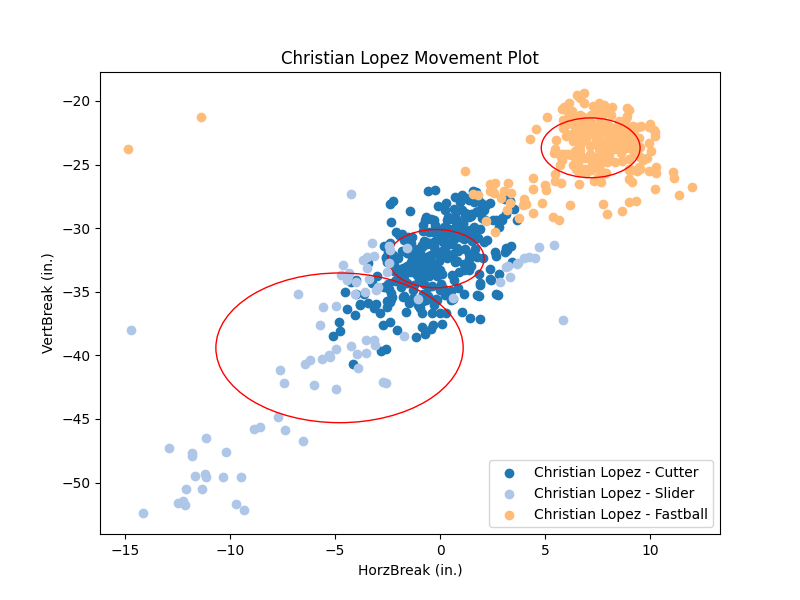 Christian Lopez Movement Plot
VertBreak (in.)
−20
−25
−30
−35
−40
−45
−50
−15
−10
−5
0
5
10
HorzBreak (in.)
Christian Lopez - Cutter
Christian Lopez - Slider
Christian Lopez - Fastball